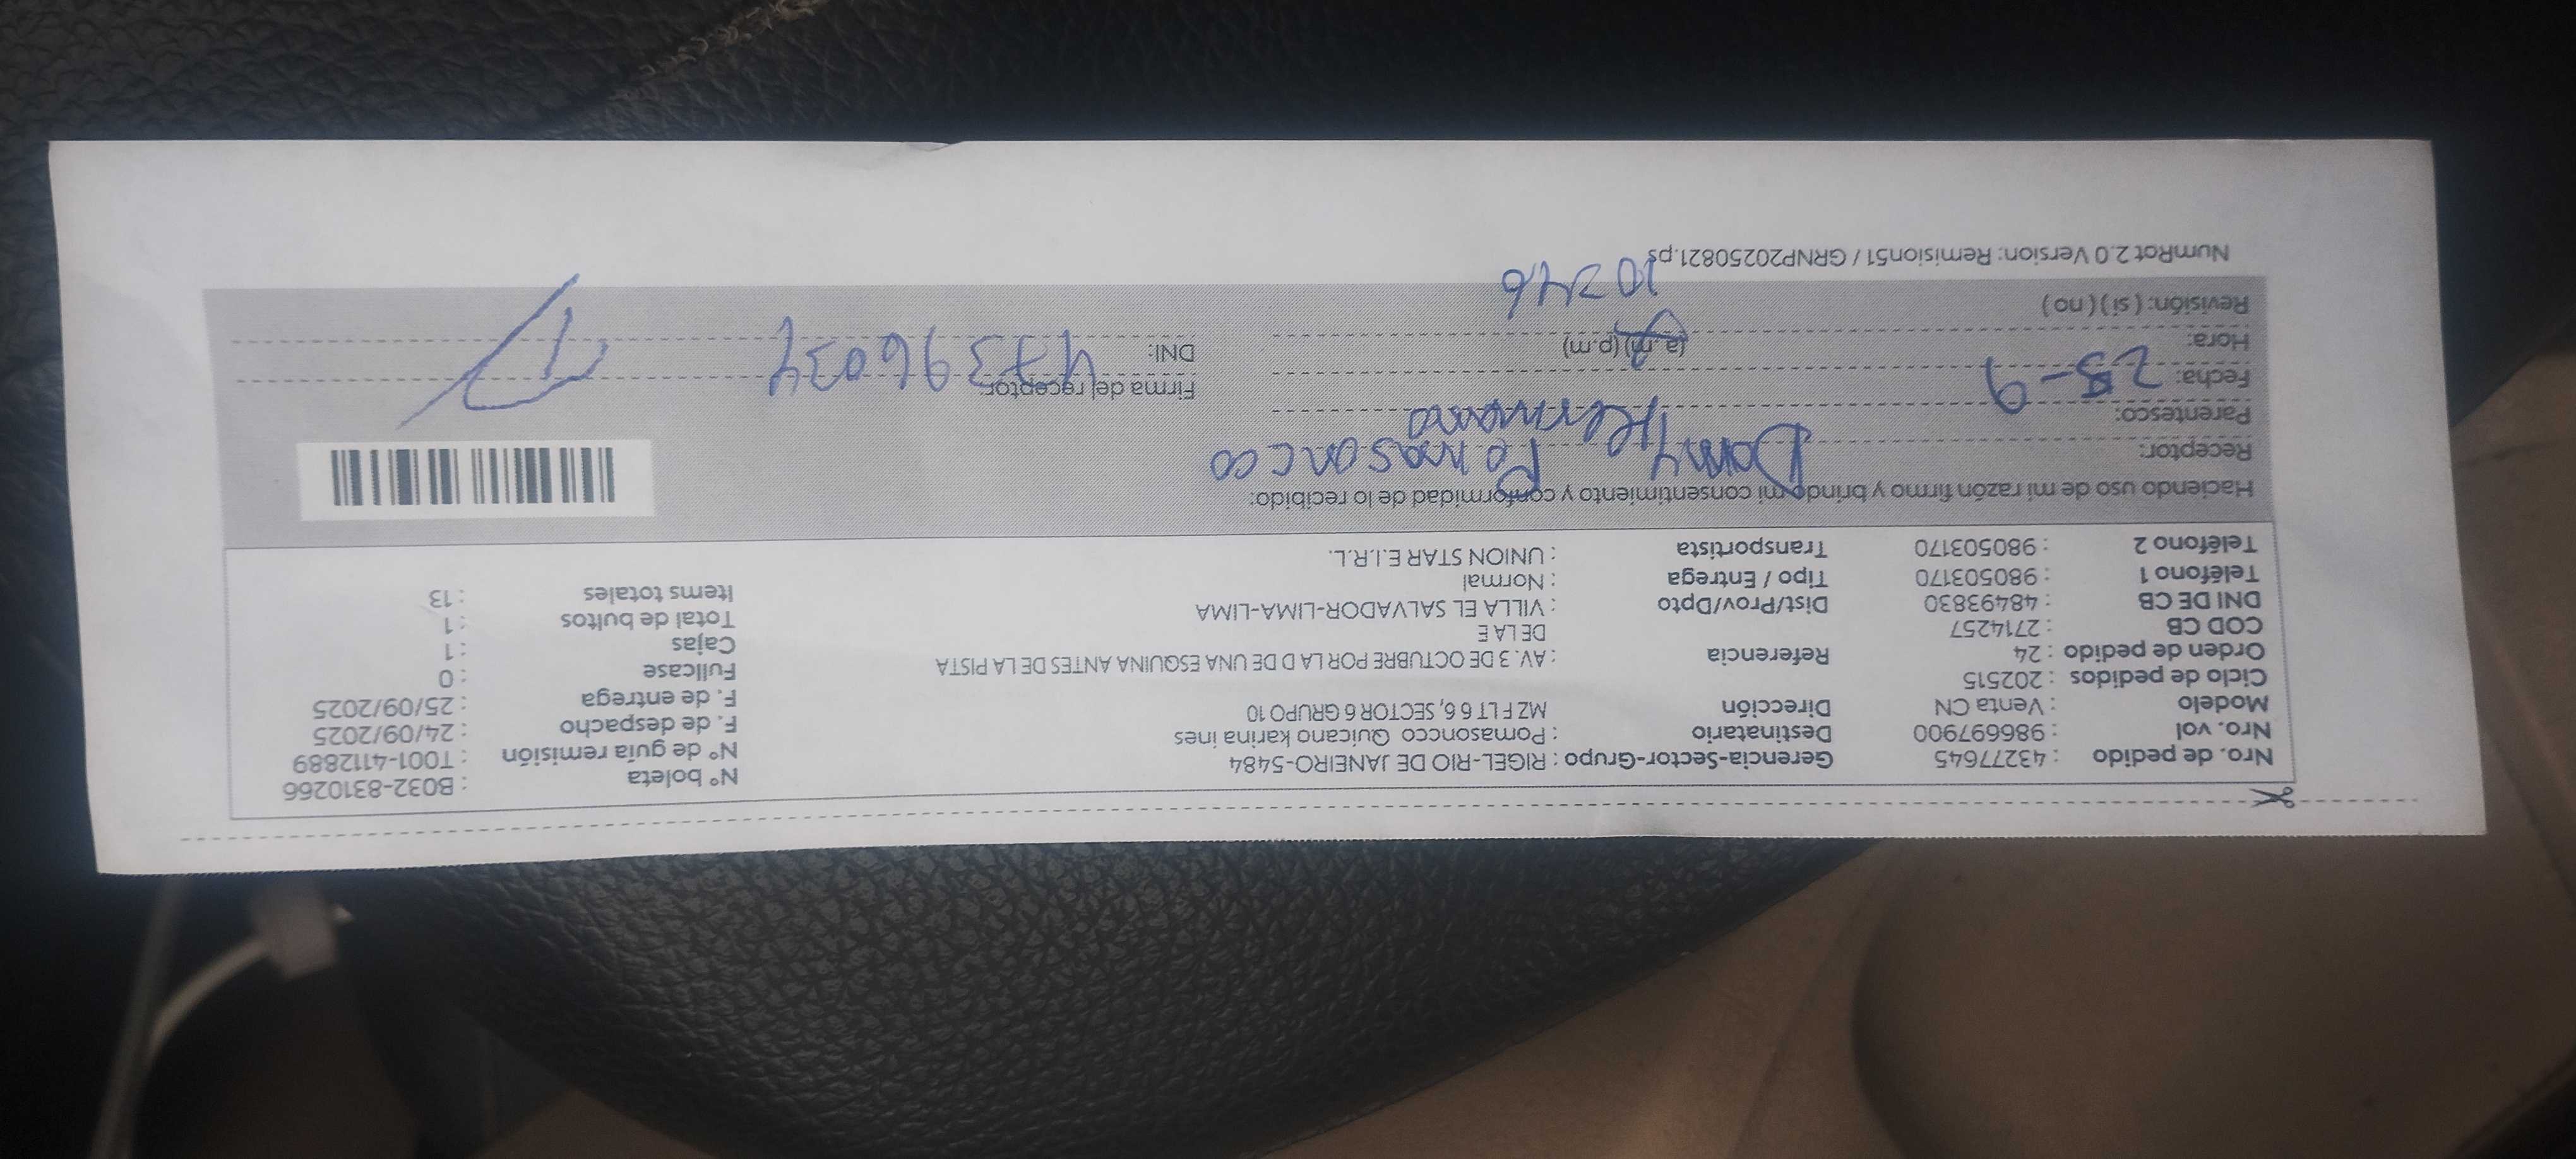 Nro. de pedido : 43277645 Gerencia-Sector-Grupo : RIGEL-RIO DE JANEIRO-5484 N° boleta : B032-8310266
Nro. vol : 986697900 Destinatario : Pomasoncco Quicano karina ines N° de guía remisión : T001-4112889
Modelo : Venta CN Dirección MZ F LT 6 6, SECTOR 6 GRUPO 10 F. de despacho : 24/09/2025
Ciclo de pedidos : 202515 F. de entrega : 25/09/2025
Orden de pedido : 24 Referencia : AV. 3 DE OCTUBRE POR LA D DE UNA ESQUINA ANTES DE LA PISTA Fullcase : 0
COD CB : 2714257 DE LA E Cajas : 1
DNI DE CB : 48493830 Dist/Prov/Dpto : VILLA EL SALVADOR-LIMA-LIMA Total de bultos : 1
Teléfono 1 : 980503170 Tipo / Entrega : Normal Items totales : 13
Teléfono 2 : 980503170 Transportista : UNION STAR E.I.R.L.
Haciendo uso de mi razón firmo y brindo mi consentimiento y conformidad de lo recibido:
Receptor: Danny Pomasoncco
Parentesco: Hermano
Fecha: 25-9 Firma del receptor:
Hora: (a.m) (p.m) DNI: 47396034
Revisión: ( si ) ( no )
NumRot 2.0 Version: Remision51 / GRNP20250821.ps